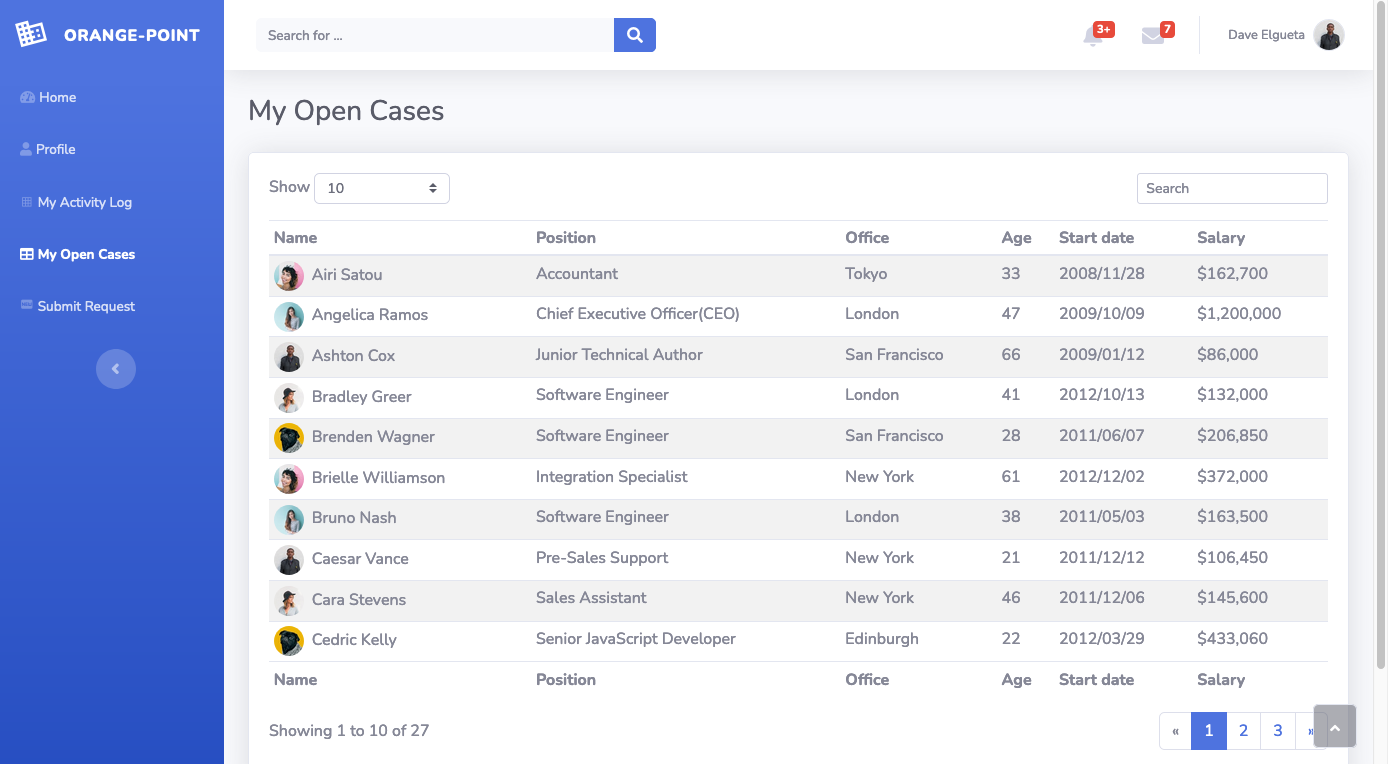 ORANGE-POINT
Home
Profile
My Activity Log
My Open Cases
Submit Request
Search for ...
3+
7
Dave Elgueta
My Open Cases
Show 10
Search
Name Position Office Age Start date Salary
Airi Satou Accountant Tokyo 33 2008/11/28 $162,700
Angelica Ramos Chief Executive Officer(CEO) London 47 2009/10/09 $1,200,000
Ashton Cox Junior Technical Author San Francisco 66 2009/01/12 $86,000
Bradley Greer Software Engineer London 41 2012/10/13 $132,000
Brenden Wagner Software Engineer San Francisco 28 2011/06/07 $206,850
Brielle Williamson Integration Specialist New York 61 2012/12/02 $372,000
Bruno Nash Software Engineer London 38 2011/05/03 $163,500
Caesar Vance Pre-Sales Support New York 21 2011/12/12 $106,450
Cara Stevens Sales Assistant New York 46 2011/12/06 $145,600
Cedric Kelly Senior JavaScript Developer Edinburgh 22 2012/03/29 $433,060
Name Position Office Age Start date Salary
Showing 1 to 10 of 27
« 1 2 3 »